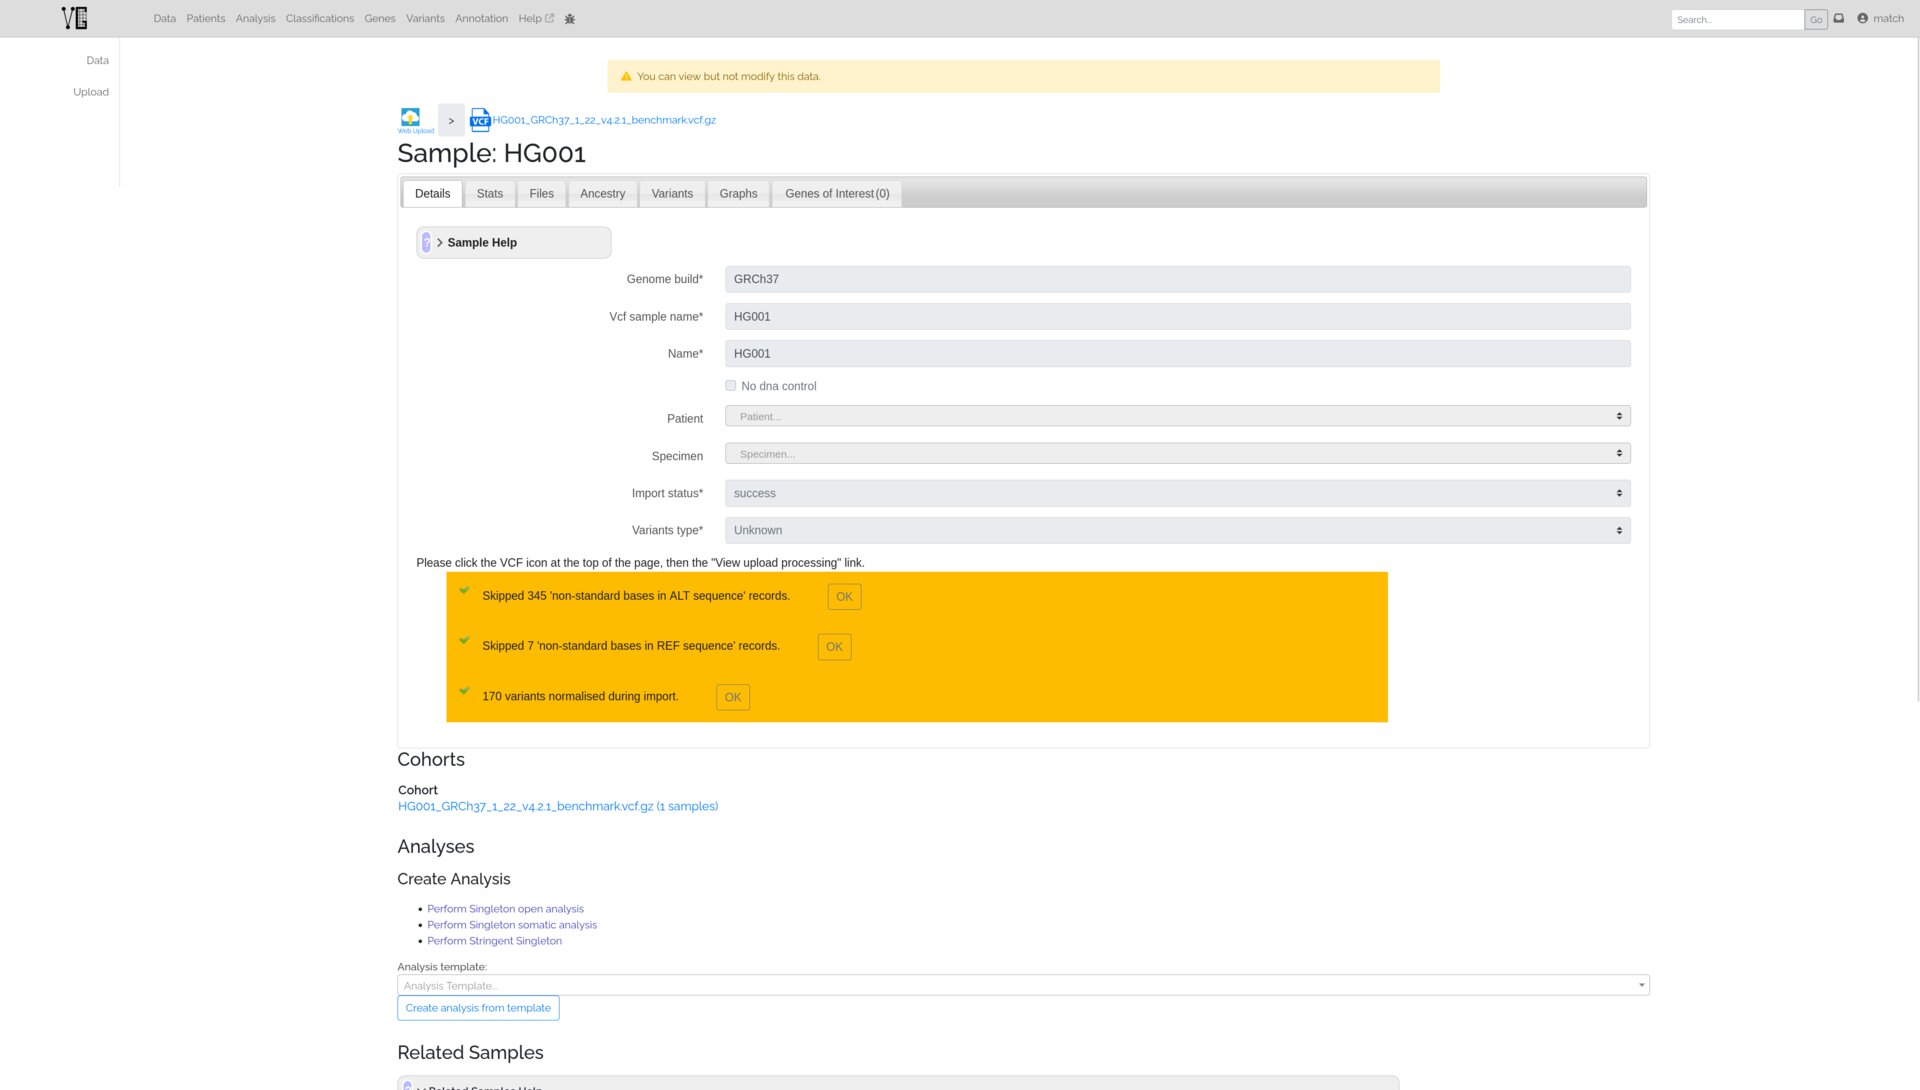 VG Data Patients Analysis Classifications Genes Variants Annotation Help Search... Go match
Data
Upload
You can view but not modify this data.
Web Upload > VCF HG001_GRCh37_1_22_v4.2.1_benchmark.vcf.gz
Sample: HG001
Details Stats Files Ancestry Variants Graphs Genes of Interest (0)
? > Sample Help
Genome build* GRCh37
Vcf sample name* HG001
Name* HG001
No dna control
Patient Patient...
Specimen Specimen...
Import status* success
Variants type* Unknown
Please click the VCF icon at the top of the page, then the "View upload processing" link.
Skipped 345 'non-standard bases in ALT sequence' records. OK
Skipped 7 'non-standard bases in REF sequence' records. OK
170 variants normalised during import. OK
Cohorts
Cohort
HG001_GRCh37_1_22_v4.2.1_benchmark.vcf.gz (1 samples)
Analyses
Create Analysis
• Perform Singleton open analysis
• Perform Singleton somatic analysis
• Perform Stringent Singleton
Analysis template:
Analysis Template...
Create analysis from template
Related Samples
Related Samples Help